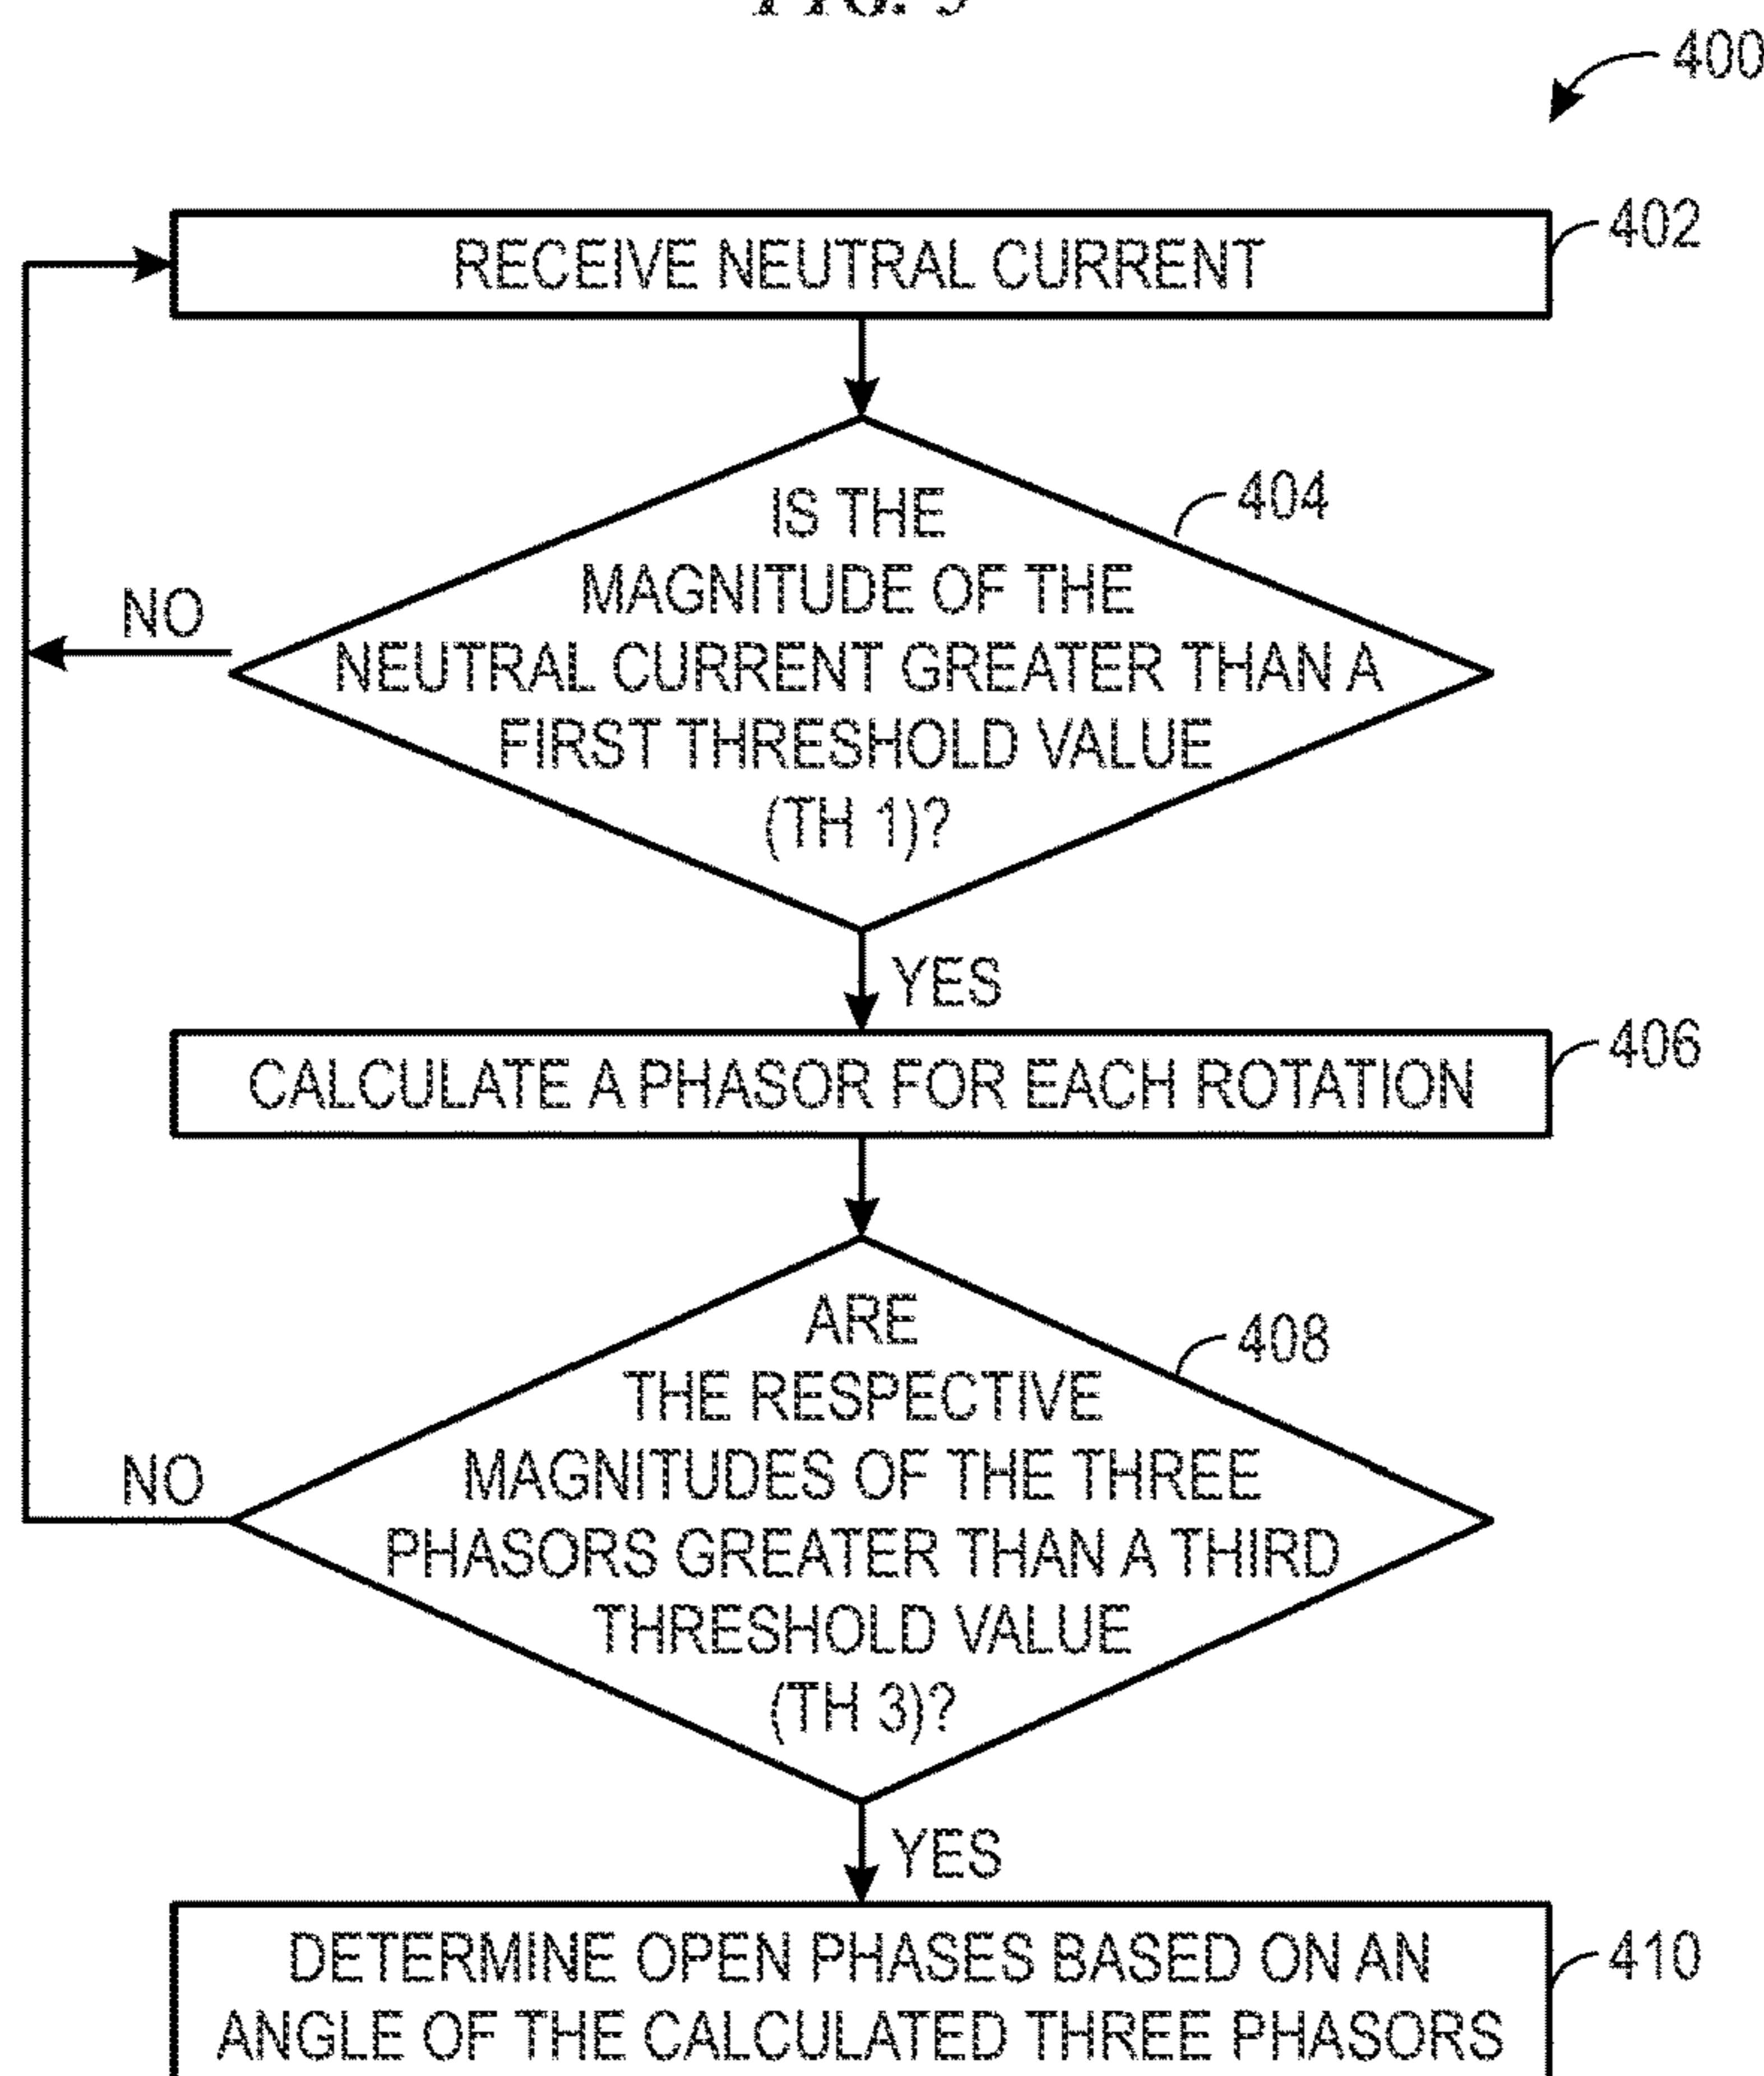 400
RECEIVE NEUTRAL CURRENT
402
IS THE
404
MAGNITUDE OF THE
NEUTRAL CURRENT GREATER THAN A
FIRST THRESHOLD VALUE
(TH 1)?
NO
YES
CALCULATE A PHASOR FOR EACH ROTATION
406
ARE
408
THE RESPECTIVE
MAGNITUDES OF THE THREE
PHASORS GREATER THAN A THIRD
THRESHOLD VALUE
(TH 3)?
NO
YES
DETERMINE OPEN PHASES BASED ON AN
ANGLE OF THE CALCULATED THREE PHASORS
410